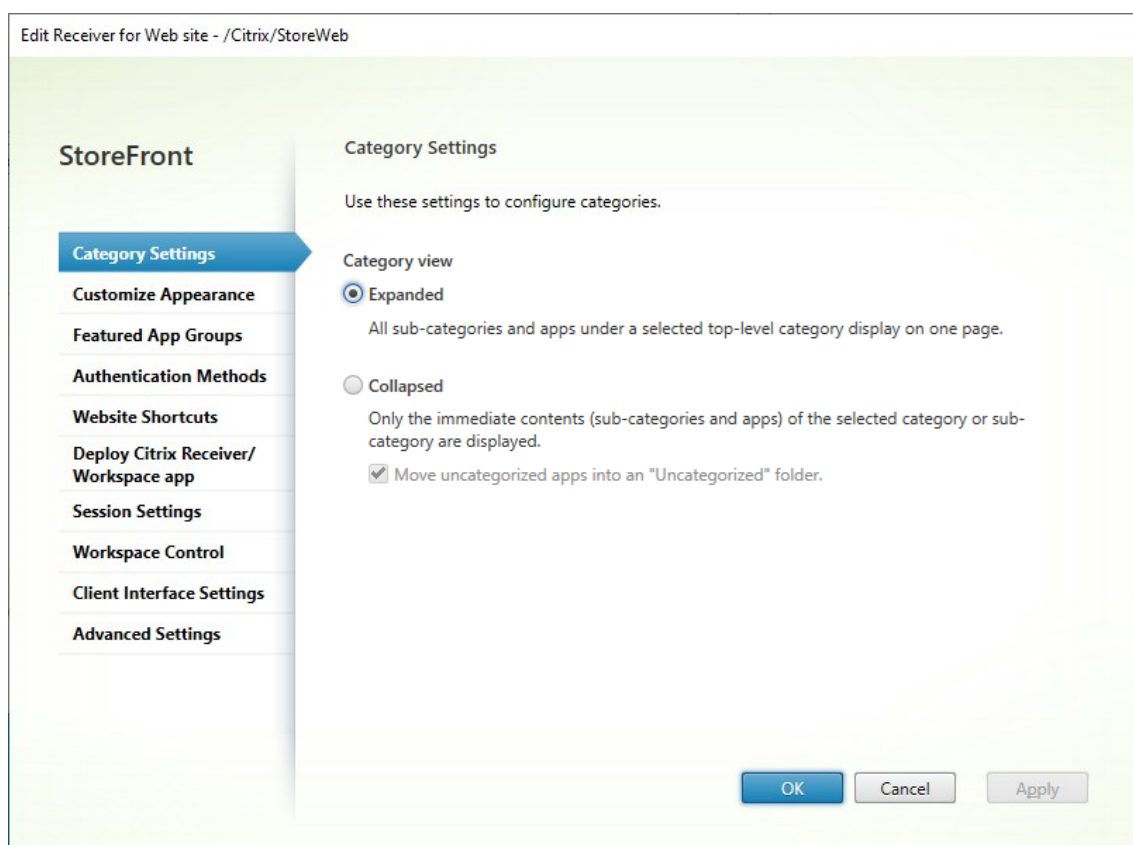 Edit Receiver for Web site - /Citrix/StoreWeb
StoreFront
Category Settings
Customize Appearance
Featured App Groups
Authentication Methods
Website Shortcuts
Deploy Citrix Receiver/
Workspace app
Session Settings
Workspace Control
Client Interface Settings
Advanced Settings
Category Settings
Use these settings to configure categories.
Category view
Expanded
All sub-categories and apps under a selected top-level category display on one page.
Collapsed
Only the immediate contents (sub-categories and apps) of the selected category or sub-
category are displayed.
Move uncategorized apps into an "Uncategorized" folder.
OK
Cancel
Apply